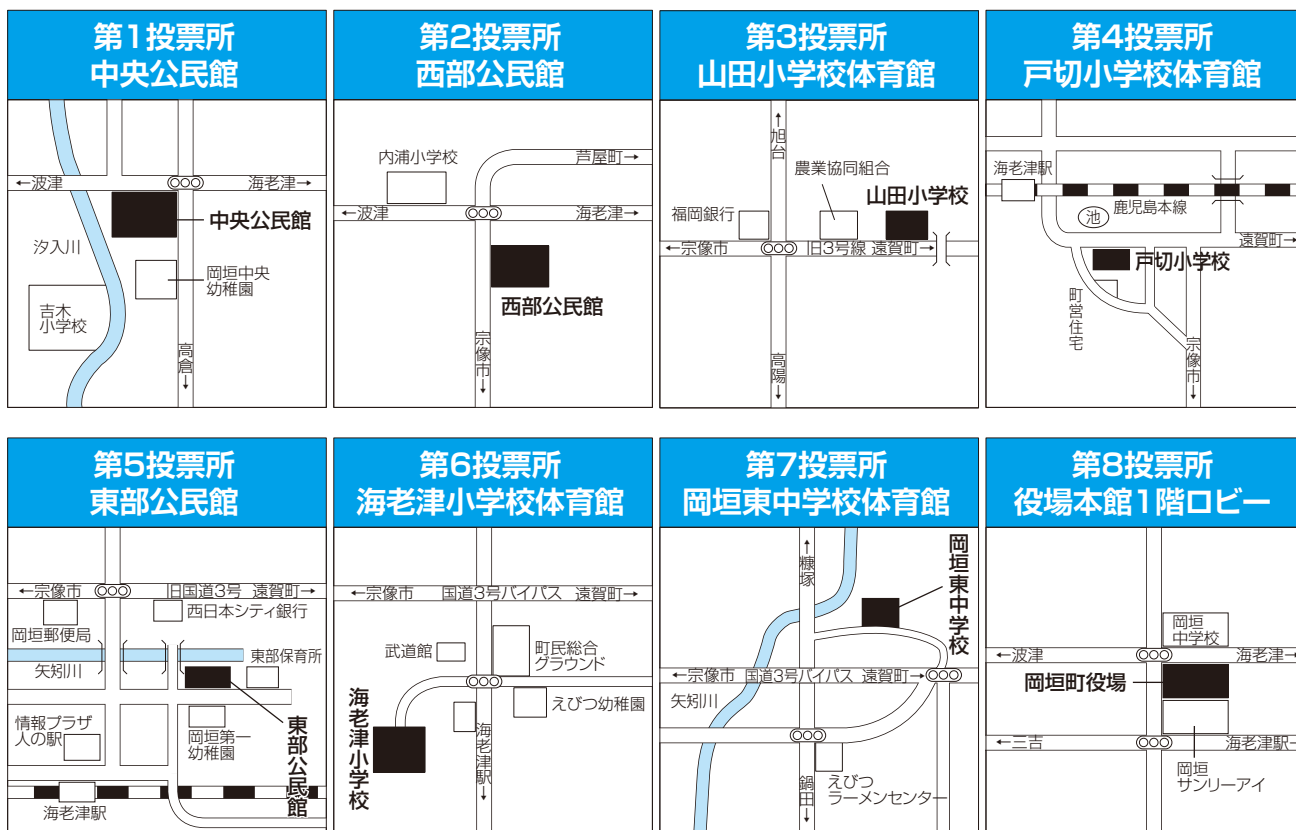 第1投票所
中央公民館
←波津
海老津→
中央公民館
汐入川
岡垣中央
幼稚園
吉木
小学校
高倉→
第2投票所
西部公民館
内浦小学校
芦屋町→
←波津
海老津→
西部公民館
宗像市→
第3投票所
山田小学校体育館
←旭台
農業協同組合
山田小学校
福岡銀行
←宗像市
旧3号線 遠賀町→
高陽→
第4投票所
戸切小学校体育館
海老津駅
池
鹿児島本線
遠賀町→
戸切小学校
町営住宅
宗像市→
第5投票所
東部公民館
←宗像市
旧国道3号 遠賀町→
岡垣郵便局
西日本シティ銀行
矢矧川
東部保育所
情報プラザ
人の駅
岡垣第一
幼稚園
東部公民館
海老津駅
第6投票所
海老津小学校体育館
←宗像市 国道3号バイパス 遠賀町→
武道館
町民総合
グラウンド
えびつ幼稚園
海老津小学校
海老津駅→
第7投票所
岡垣東中学校体育館
←糠塚
岡垣東中学校
←宗像市 国道3号バイパス 遠賀町→
矢矧川
えびつ
ラーメンセンター
鍋田→
第8投票所
役場本館1階ロビー
岡垣
中学校
←波津
海老津→
岡垣町役場
←三吉
海老津駅→
岡垣
サンリーアイ